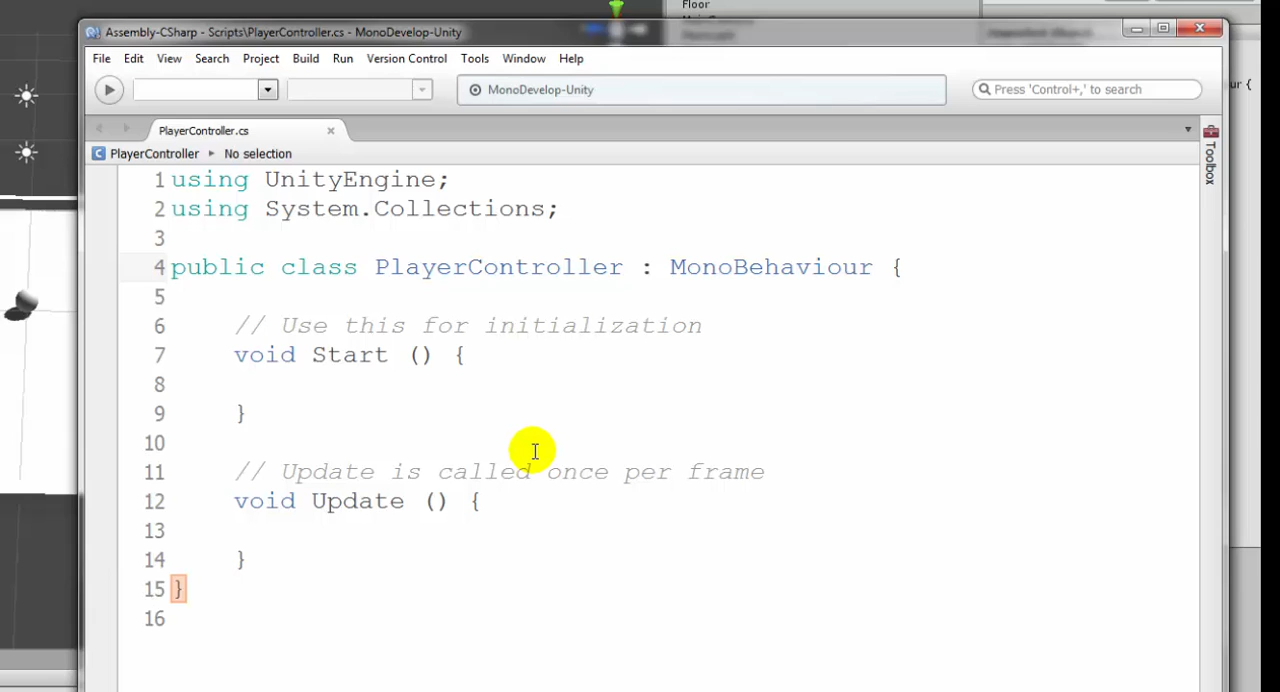 Floor
Assembly-CSharp - Scripts\PlayerController.cs - MonoDevelop-Unity
File Edit View Search Project Build Run Version Control Tools Window Help
MonoDevelop-Unity
Press 'Control+,' to search
ur {
PlayerController.cs
PlayerController No selection
Toolbox
1 using UnityEngine;
2 using System.Collections;
3
4 public class PlayerController : MonoBehaviour {
5
6 // Use this for initialization
7 void Start () {
8
9 }
10
11 // Update is called once per frame
12 void Update () {
13
14 }
15 }
16